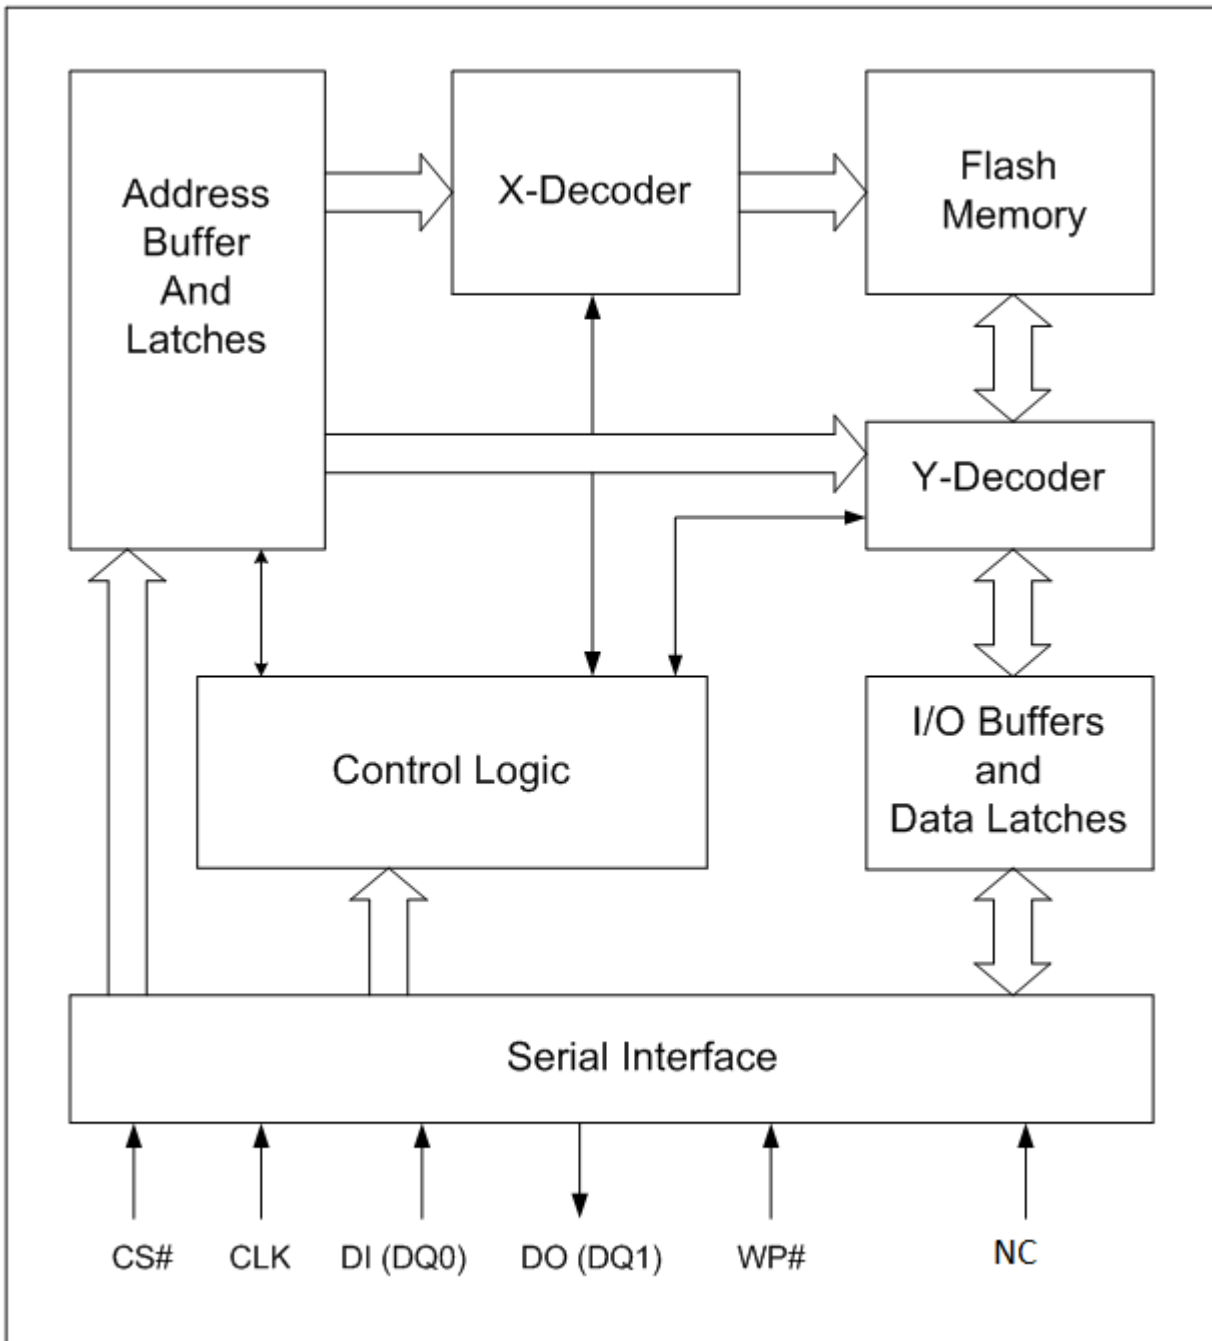 Address
Buffer
And
Latches
X-Decoder
Flash
Memory
Y-Decoder
Control Logic
I/O Buffers
and
Data Latches
Serial Interface
CS#
CLK
DI (DQ0)
DO (DQ1)
WP#
NC